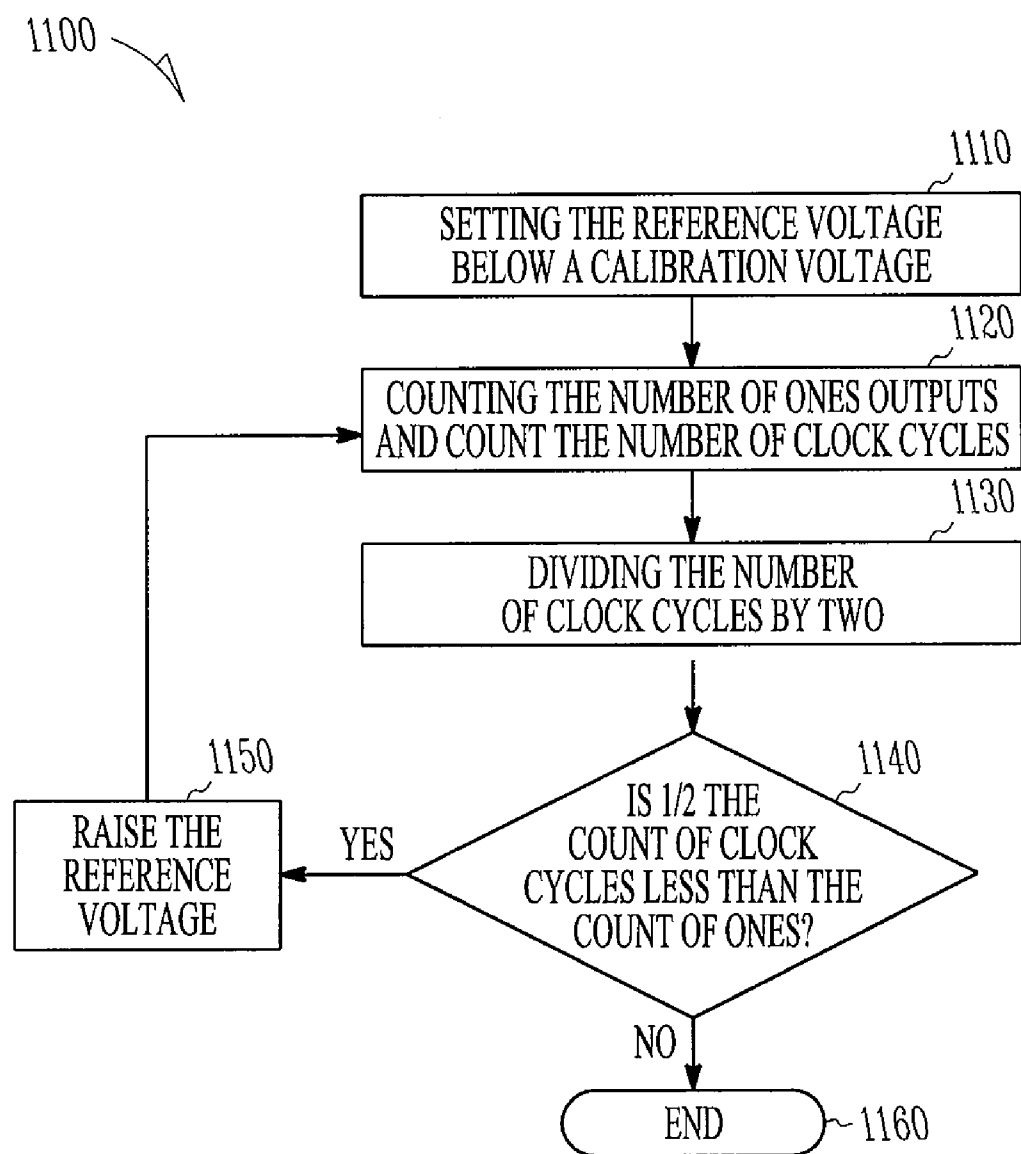 1100
1110
SETTING THE REFERENCE VOLTAGE
BELOW A CALIBRATION VOLTAGE
1120
COUNTING THE NUMBER OF ONES OUTPUTS
AND COUNT THE NUMBER OF CLOCK CYCLES
1130
DIVIDING THE NUMBER
OF CLOCK CYCLES BY TWO
1140
IS 1/2 THE
COUNT OF CLOCK
CYCLES LESS THAN THE
COUNT OF ONES?
YES
1150
RAISE THE
REFERENCE
VOLTAGE
NO
END
1160